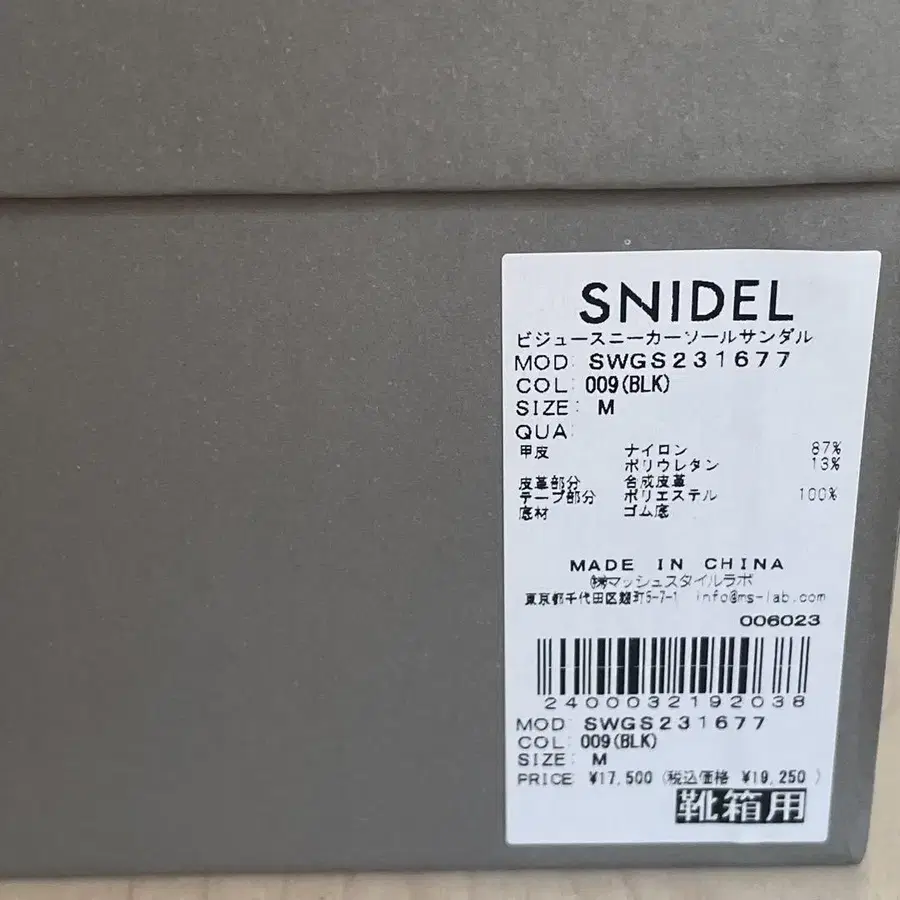 SNIDEL
ビジュースニーカーソールサンダル
MOD: SWGS231677
COL: 009(BLK)
SIZE: M
QUA:
甲皮 ナイロン 87%
ポリウレタン 13%
皮革部分 合成皮革
テープ部分 ポリエステル 100%
底材 ゴム底
MADE IN CHINA
㈱マッシュスタイルラボ
東京都千代田区麹町5-7-1 info@ms-lab.com
006023
2400032192038
MOD: SWGS231677
COL: 009(BLK)
SIZE: M
PRICE ¥17,500 (税込価格 ¥19,250 )
靴箱用